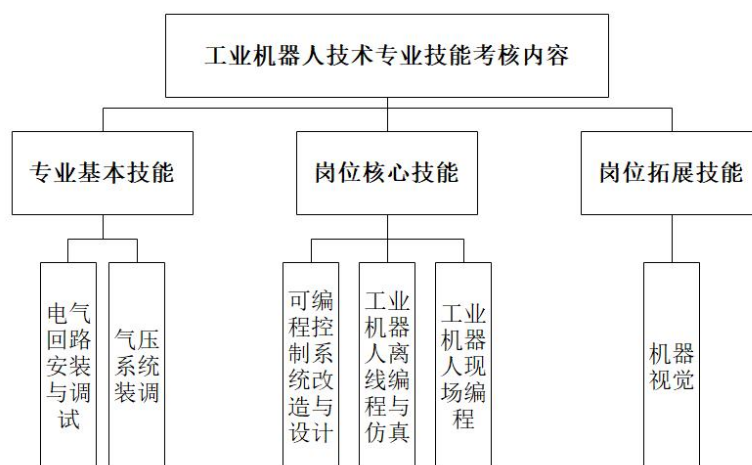 工业机器人技术专业技能考核内容
专业基本技能
岗位核心技能
岗位拓展技能
电气
回路
安装
与调
试
气压
系统
装调
可编
程控
制系
统改
造与
设计
工业
机器
人离
线编
程与
仿真
工业
机器
人现
场编
程
机器
视觉